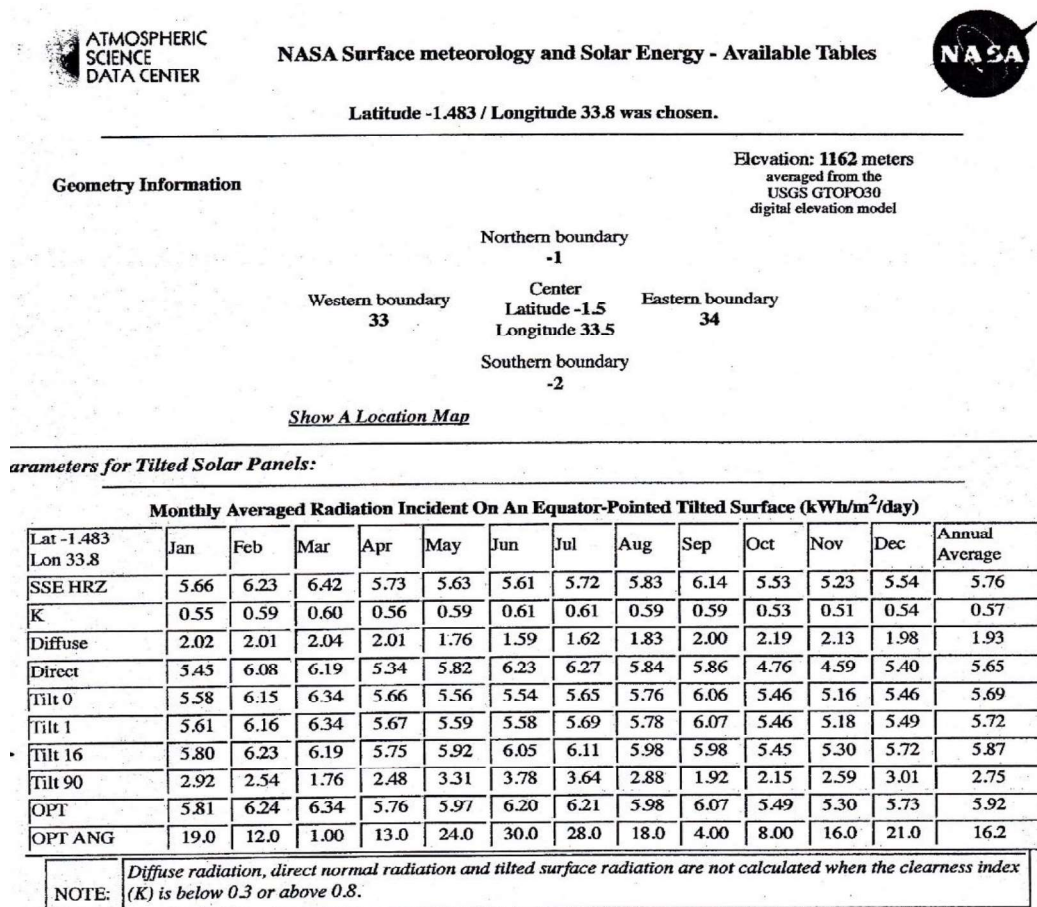 ATMOSPHERIC
SCIENCE
DATA CENTER
NASA Surface meteorology and Solar Energy - Available Tables
NASA
Latitude -1.483 / Longitude 33.8 was chosen.
Geometry Information
Elevation: 1162 meters
averaged from the
USGS GTOPO30
digital elevation model
Northern boundary
-1
Western boundary
33
Center
Latitude -1.5
Longitude 33.5
Eastern boundary
34
Southern boundary
-2
Show A Location Map
arameters for Tilted Solar Panels:
Monthly Averaged Radiation Incident On An Equator-Pointed Tilted Surface (kWh/m²/day)
Lat -1.483 Lon 33.8 Jan Feb Mar Apr May Jun Jul Aug Sep Oct Nov Dec Annual Average
SSE HRZ 5.66 6.23 6.42 5.73 5.63 5.61 5.72 5.83 6.14 5.53 5.23 5.54 5.76
K 0.55 0.59 0.60 0.56 0.59 0.61 0.61 0.59 0.59 0.53 0.51 0.54 0.57
Diffuse 2.02 2.01 2.04 2.01 1.76 1.59 1.62 1.83 2.00 2.19 2.13 1.98 1.93
Direct 5.45 6.08 6.19 5.34 5.82 6.23 6.27 5.84 5.86 4.76 4.59 5.40 5.65
Tilt 0 5.58 6.15 6.34 5.66 5.56 5.54 5.65 5.76 6.06 5.46 5.16 5.46 5.69
Tilt 1 5.61 6.16 6.34 5.67 5.59 5.58 5.69 5.78 6.07 5.46 5.18 5.49 5.72
Tilt 16 5.80 6.23 6.19 5.75 5.92 6.05 6.11 5.98 5.98 5.45 5.30 5.72 5.87
Tilt 90 2.92 2.54 1.76 2.48 3.31 3.78 3.64 2.88 1.92 2.15 2.59 3.01 2.75
OPT 5.81 6.24 6.34 5.76 5.97 6.20 6.21 5.98 6.07 5.49 5.30 5.73 5.92
OPT ANG 19.0 12.0 1.00 13.0 24.0 30.0 28.0 18.0 4.00 8.00 16.0 21.0 16.2
NOTE: Diffuse radiation, direct normal radiation and tilted surface radiation are not calculated when the clearness index
(K) is below 0.3 or above 0.8.